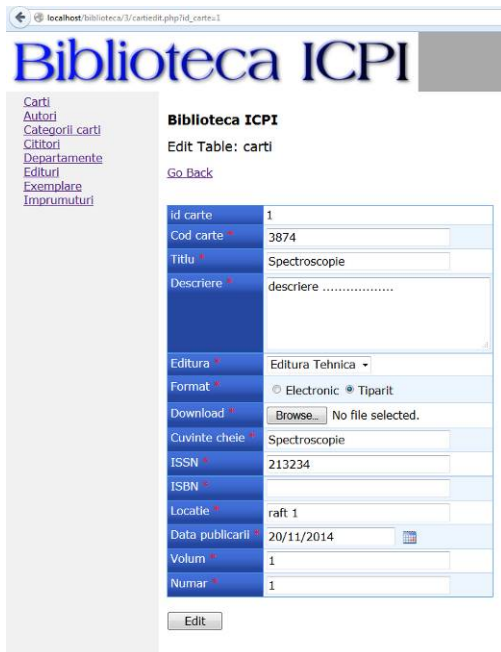 localhost/biblioteca/3/cartiedit.php?id_carte=1
Biblioteca ICPI
Carti
Autori
Categorii carti
Cititori
Departamente
Edituri
Exemplare
Imprumuturi
Biblioteca ICPI
Edit Table: carti
Go Back
id carte 1
Cod carte * 3874
Titlu * Spectroscopie
Descriere * descriere ..................
Editura * Editura Tehnica
Format * Electronic Tiparit
Download * Browse... No file selected.
Cuvinte cheie * Spectroscopie
ISSN * 213234
ISBN *
Locatie * raft 1
Data publicarii * 20/11/2014
Volum * 1
Numar * 1
Edit